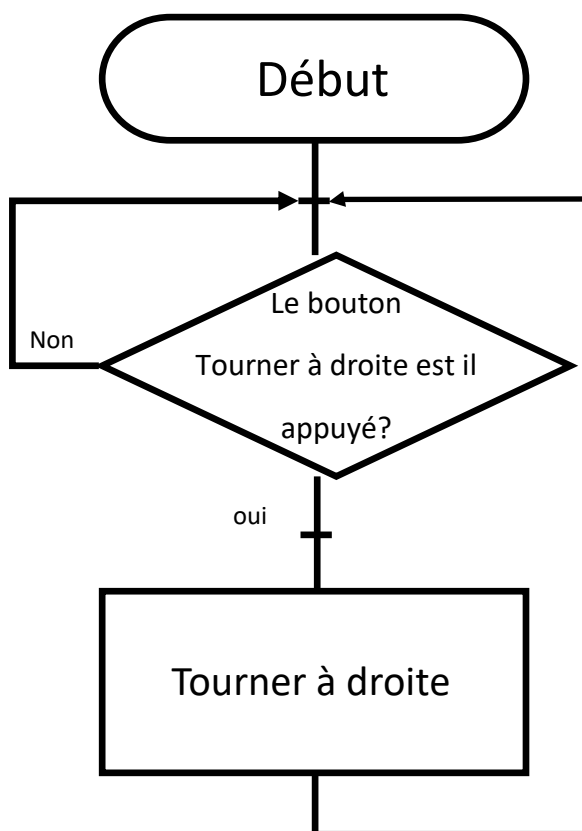 Début
Le bouton
Non
Tourner à droite est il
appuyé?
oui
Tourner à droite